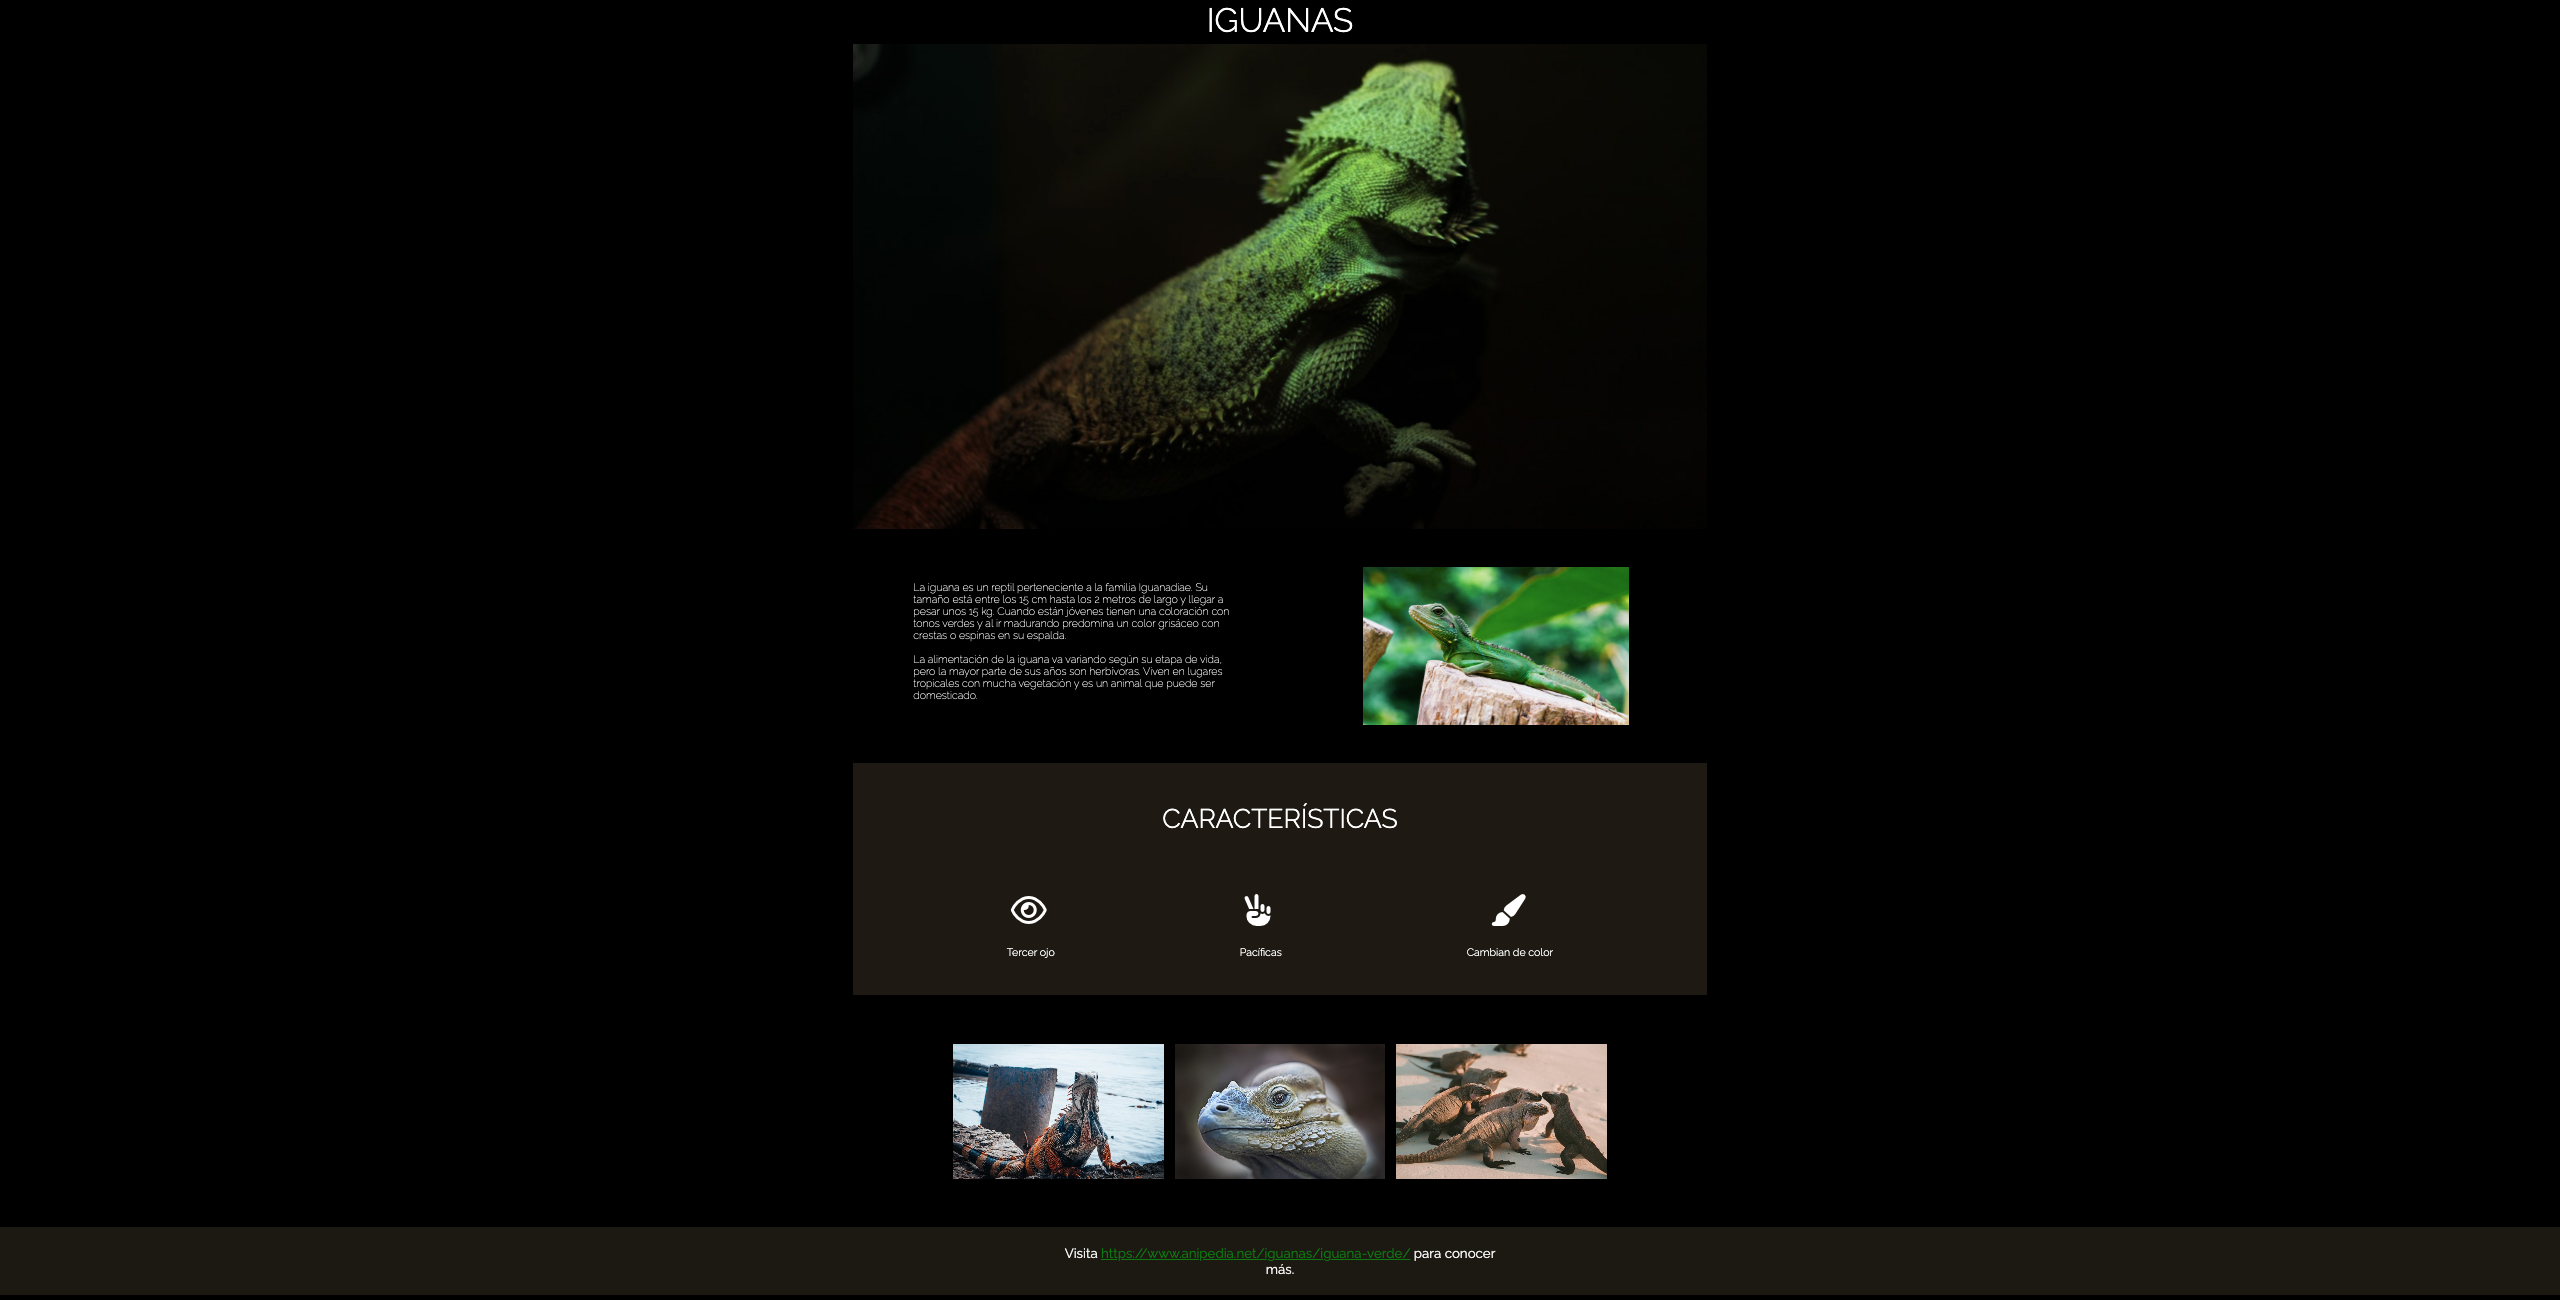 IGUANAS
La iguana es un reptil perteneciente a la familia Iguanadiae. Su
tamaño está entre los 15 cm hasta los 2 metros de largo y llegar a
pesar unos 15 kg. Cuando están jóvenes tienen una coloración con
tonos verdes y al ir madurando predomina un color grisáceo con
crestas o espinas en su espalda.
La alimentación de la iguana va variando según su etapa de vida,
pero la mayor parte de sus años son herbívoras. Viven en lugares
tropicales con mucha vegetación y es un animal que puede ser
domesticado.
CARACTERÍSTICAS
Tercer ojo
Pacíficas
Cambian de color
Visita https://www.anipedia.net/iguanas/iguana-verde/ para conocer
más.